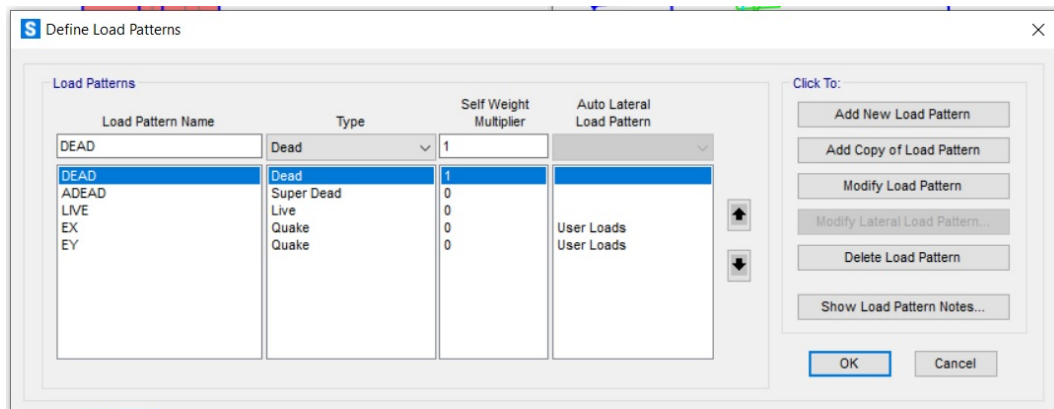 S Define Load Patterns
Load Patterns
Click To:
Load Pattern Name Type Self Weight Multiplier Auto Lateral Load Pattern
DEAD Dead 1
DEAD Dead 1
ADEAD Super Dead 0
LIVE Live 0
EX Quake 0 User Loads
EY Quake 0 User Loads
Add New Load Pattern
Add Copy of Load Pattern
Modify Load Pattern
Modify Lateral Load Pattern...
Delete Load Pattern
Show Load Pattern Notes...
OK Cancel